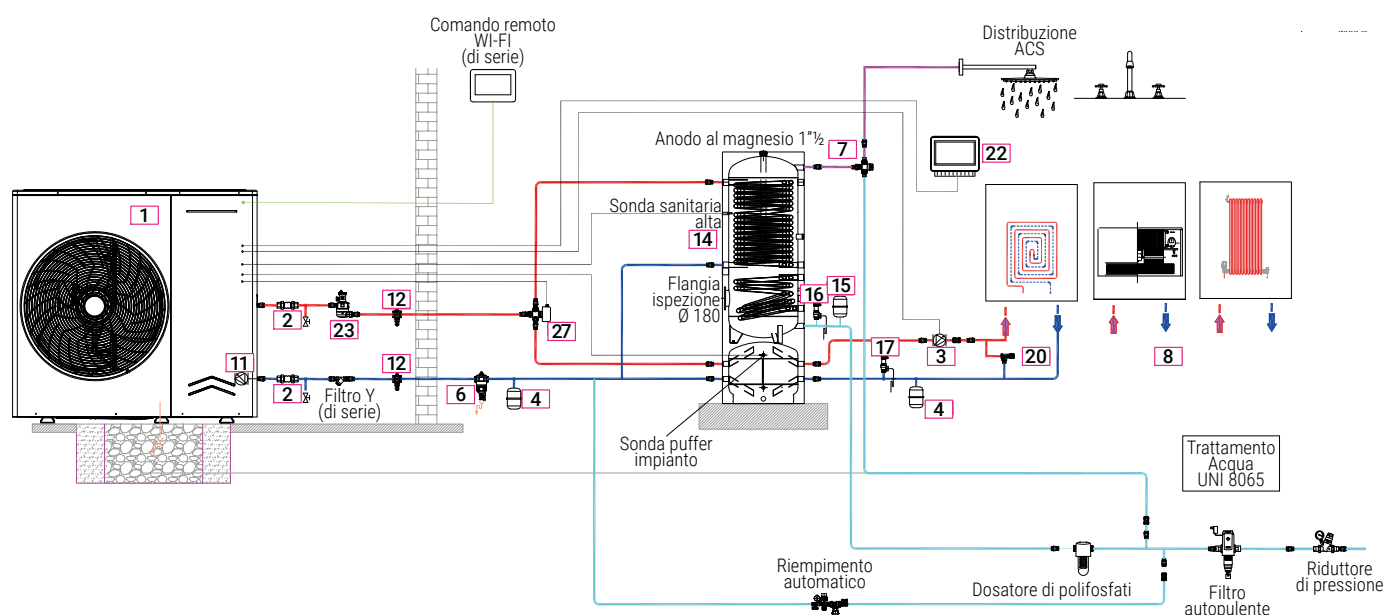 Comando remoto
WI-FI
(di serie)
Distribuzione
ACS
Anodo al magnesio 1"½
7
22
1
Sonda sanitaria
alta
14
Flangia
ispezione
Ø 180
16
15
12
2
23
27
17
3
20
8
11
12
2
Filtro Y
(di serie)
6
4
4
Sonda puffer
impianto
Trattamento
Acqua
UNI 8065
Riempimento
automatico
Dosatore di polifosfati
Filtro
autopulente
Riduttore
di pressione